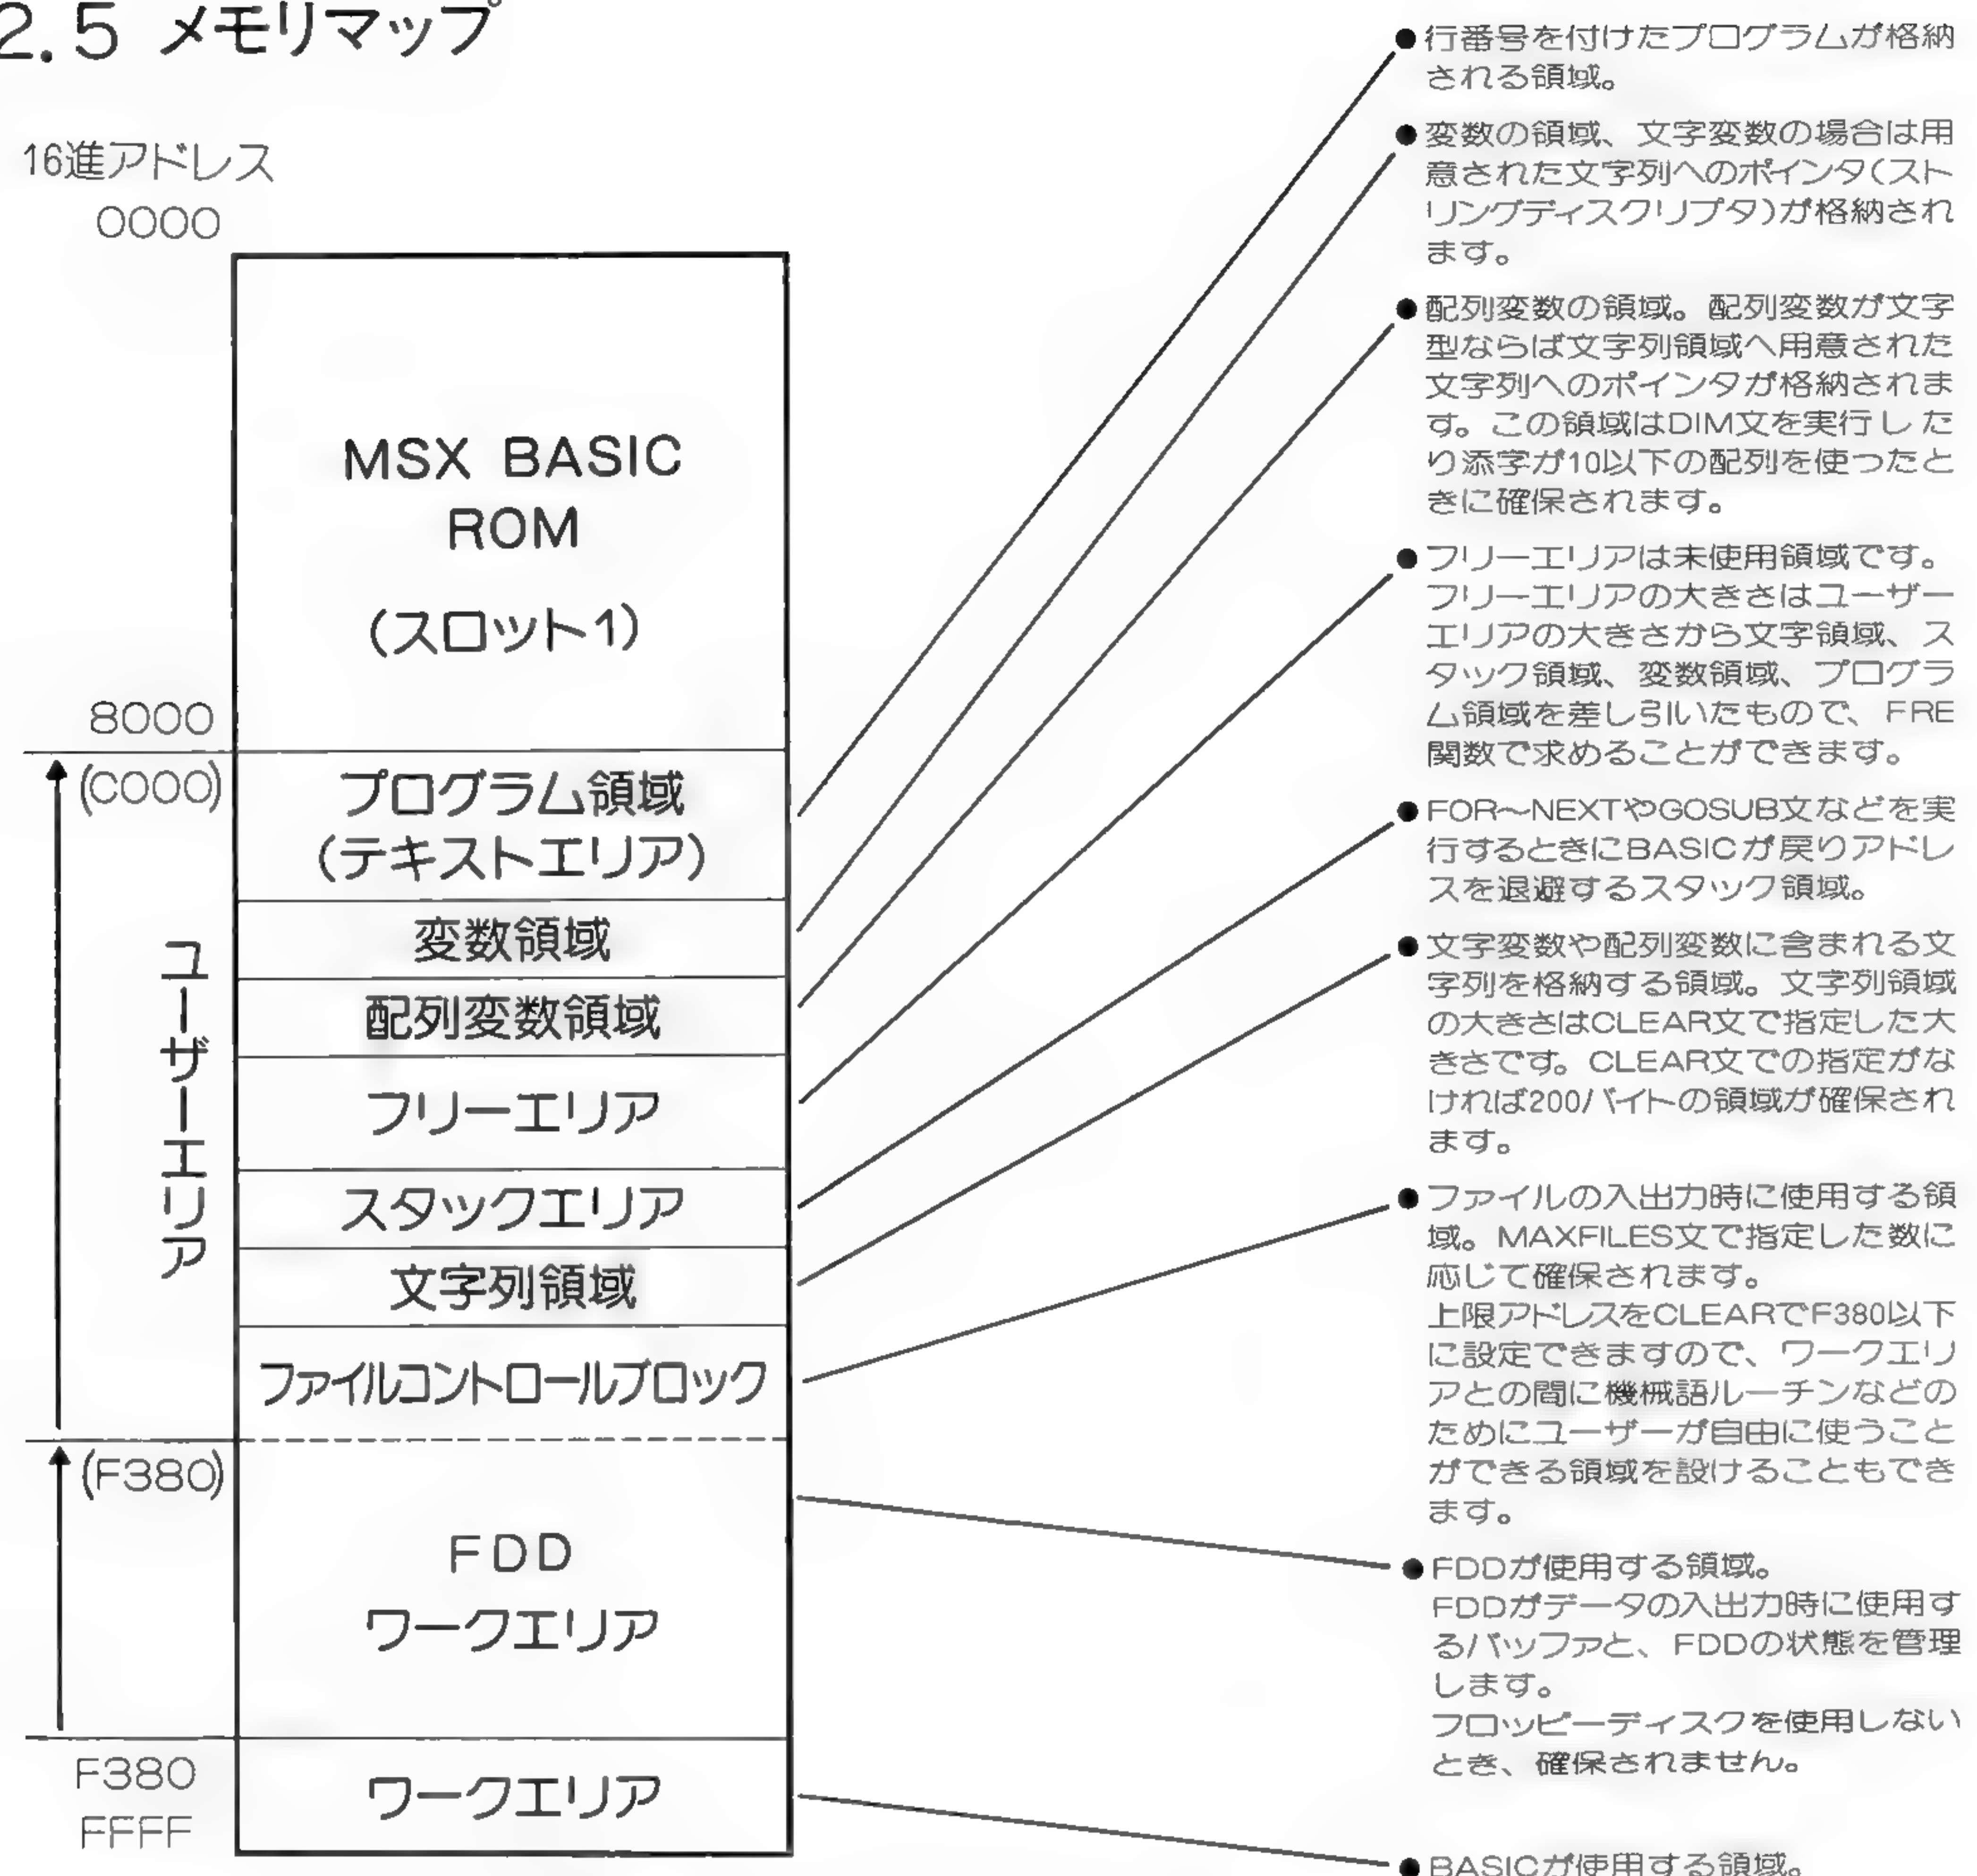 2.5 メモリマップ
16進アドレス
0000
MSX BASIC
ROM
(スロット1)
8000
(C000)
プログラム領域
(テキストエリア)
変数領域
配列変数領域
フリーエリア
スタックエリア
文字列領域
ファイルコントロールブロック
ユーザーエリア
(F380)
FDD
ワークエリア
F380
ワークエリア
FFFF
●行番号を付けたプログラムが格納
される領域。
●変数の領域、文字変数の場合は用
意された文字列へのポインタ(スト
リングディスクリプタ)が格納され
ます。
●配列変数の領域。配列変数が文字
型ならば文字列領域へ用意された
文字列へのポインタが格納されま
す。この領域はDIM文を実行した
り添字が10以下の配列を使つたと
きに確保されます。
●フリーエリアは未使用領域です。
フリーエリアの大きさはユーザー
エリアの大きさから文字領域、ス
タック領域、変数領域、プログラ
ム領域を差し引いたもので、FRE
関数で求めることができます。
●FOR～NEXTやGOSUB文などを実
行するときにBASICが戻りアドレ
スを退避するスタック領域。
●文字変数や配列変数に含まれる文
字列を格納する領域。文字列領域
の大きさはCLEAR文で指定した大
きさです。CLEAR文での指定がな
ければ200バイトの領域が確保され
ます。
●ファイルの入出力時に使用する領
域。MAXFILES文で指定した数に
応じて確保されます。
上限アドレスをCLEARでF380以下
に設定できますので、ワークエリ
アとの間に機械語ルーチンなどの
ためにユーザーが自由に使うこと
ができる領域を設けることもでき
ます。
●FDDが使用する領域。
FDDがデータの入出力時に使用す
るバッファと、FDDの状態を管理
します。
フロッピーディスクを使用しない
とき、確保されません。
●BASICが使用する領域。